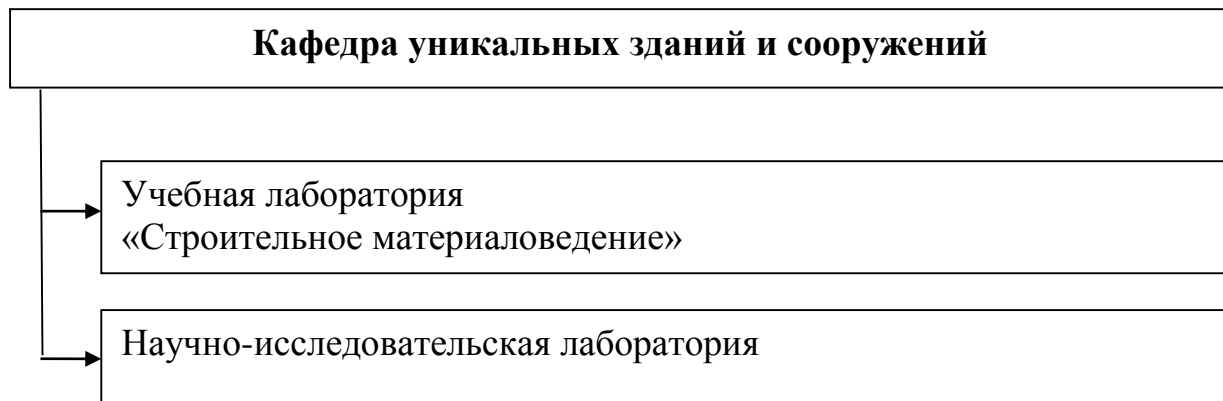 Кафедра уникальных зданий и сооружений
Учебная лаборатория
«Строительное материаловедение»
Научно-исследовательская лаборатория